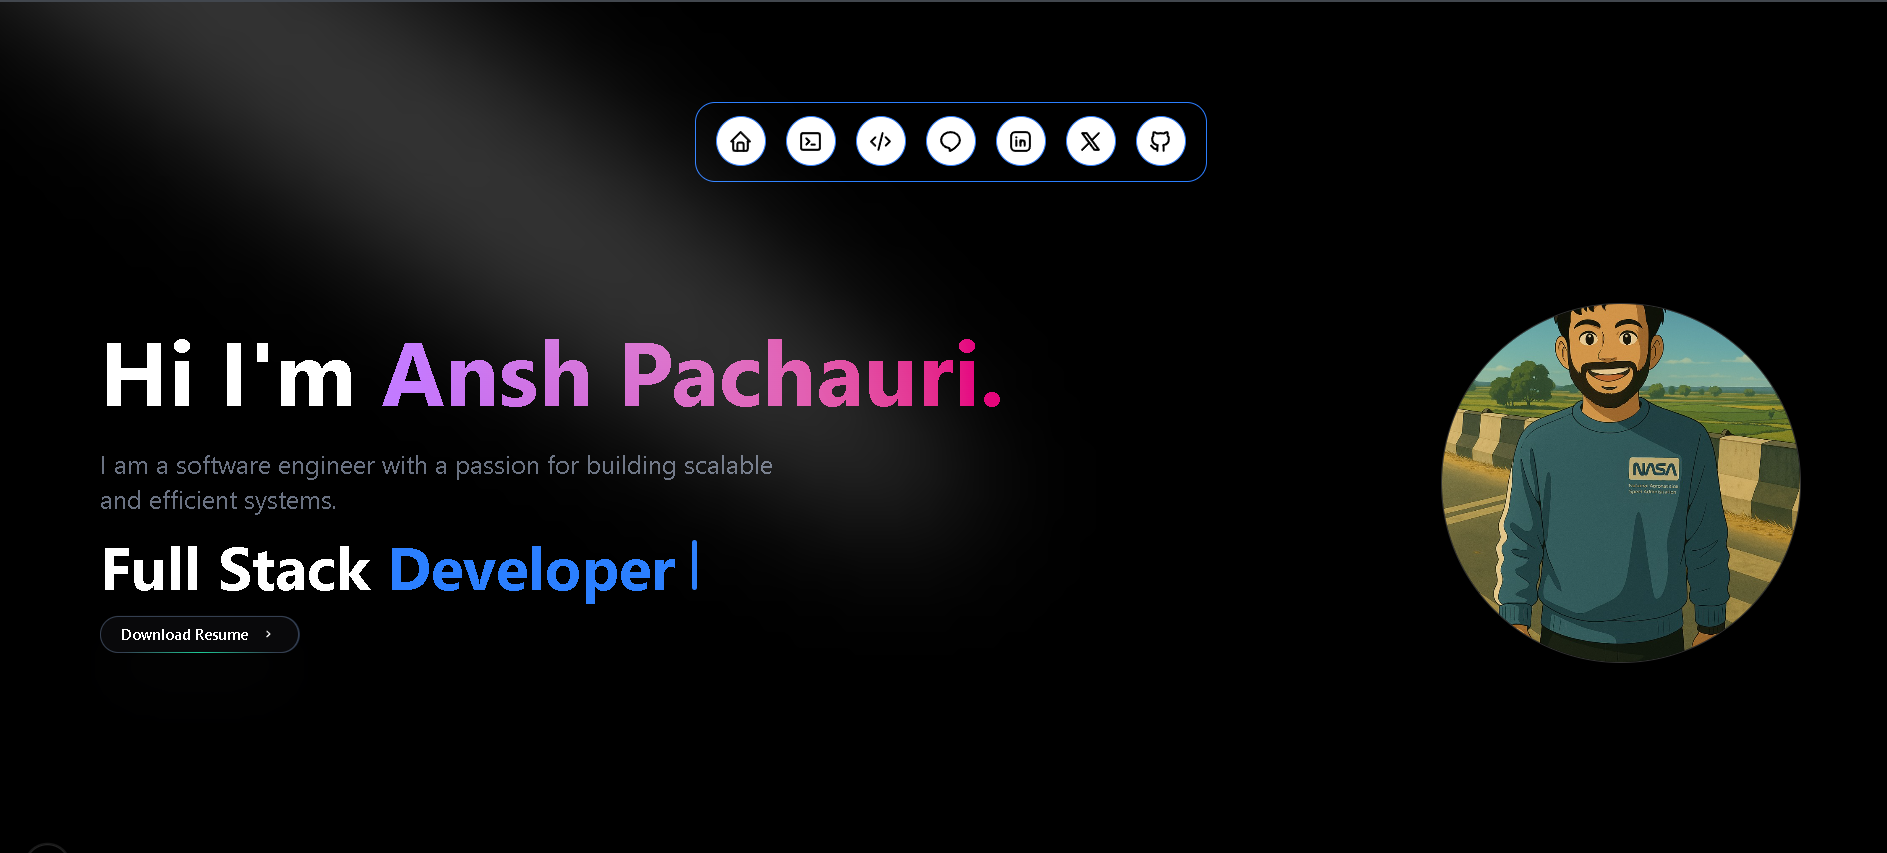 Hi I'm Ansh Pachauri.
I am a software engineer with a passion for building scalable
and efficient systems.
Full Stack Developer
Download Resume
NASA